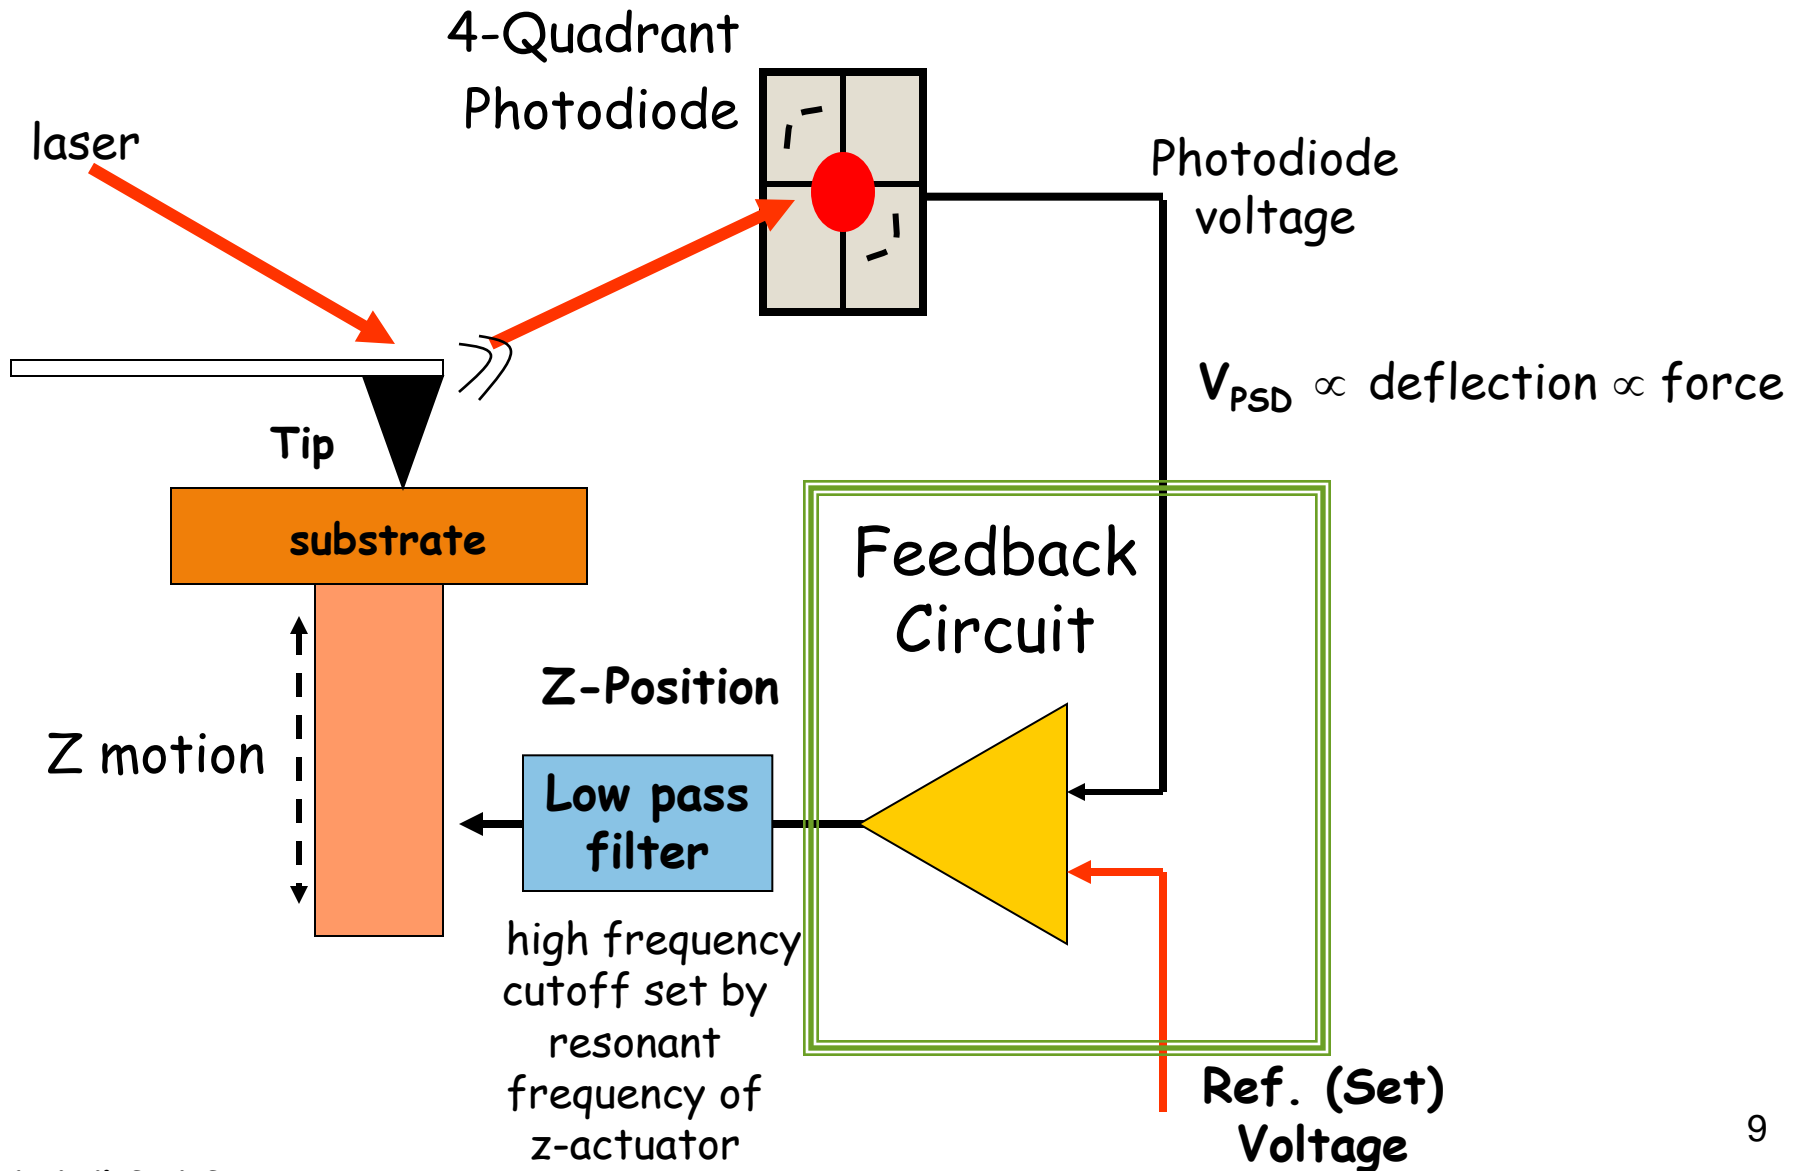 4-Quadrant
Photodiode
laser
Photodiode
voltage
V_PSD ∝ deflection ∝ force
Tip
substrate
Feedback
Circuit
Z-Position
Z motion
Low pass
filter
high frequency
cutoff set by
resonant
frequency of
z-actuator
Ref. (Set)
Voltage
9